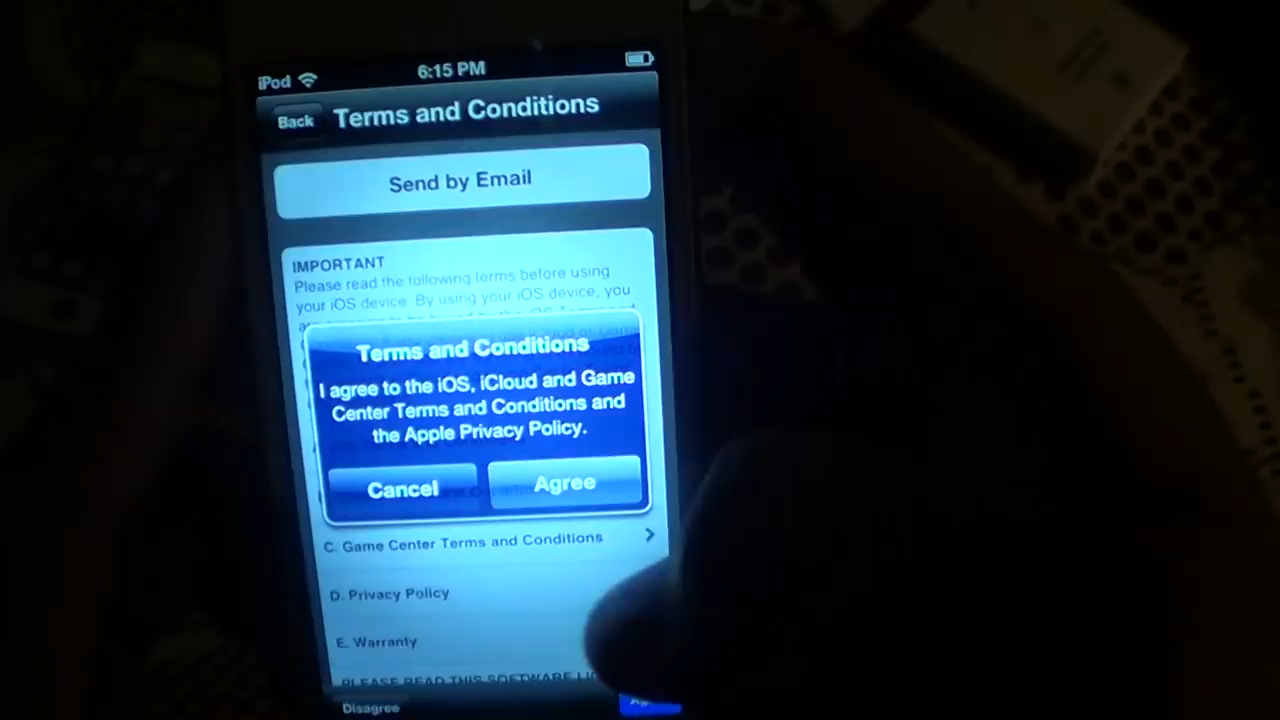 iPod 6:15 PM
Back Terms and Conditions
Send by Email
IMPORTANT
Please read the following terms before using
your iOS device. By using your iOS device, you
Terms and Conditions
I agree to the iOS, iCloud and Game
Center Terms and Conditions and
the Apple Privacy Policy.
Cancel Agree
C. Game Center Terms and Conditions
D. Privacy Policy
E. Warranty
PLEASE READ THIS SOFTWARE
Disagree